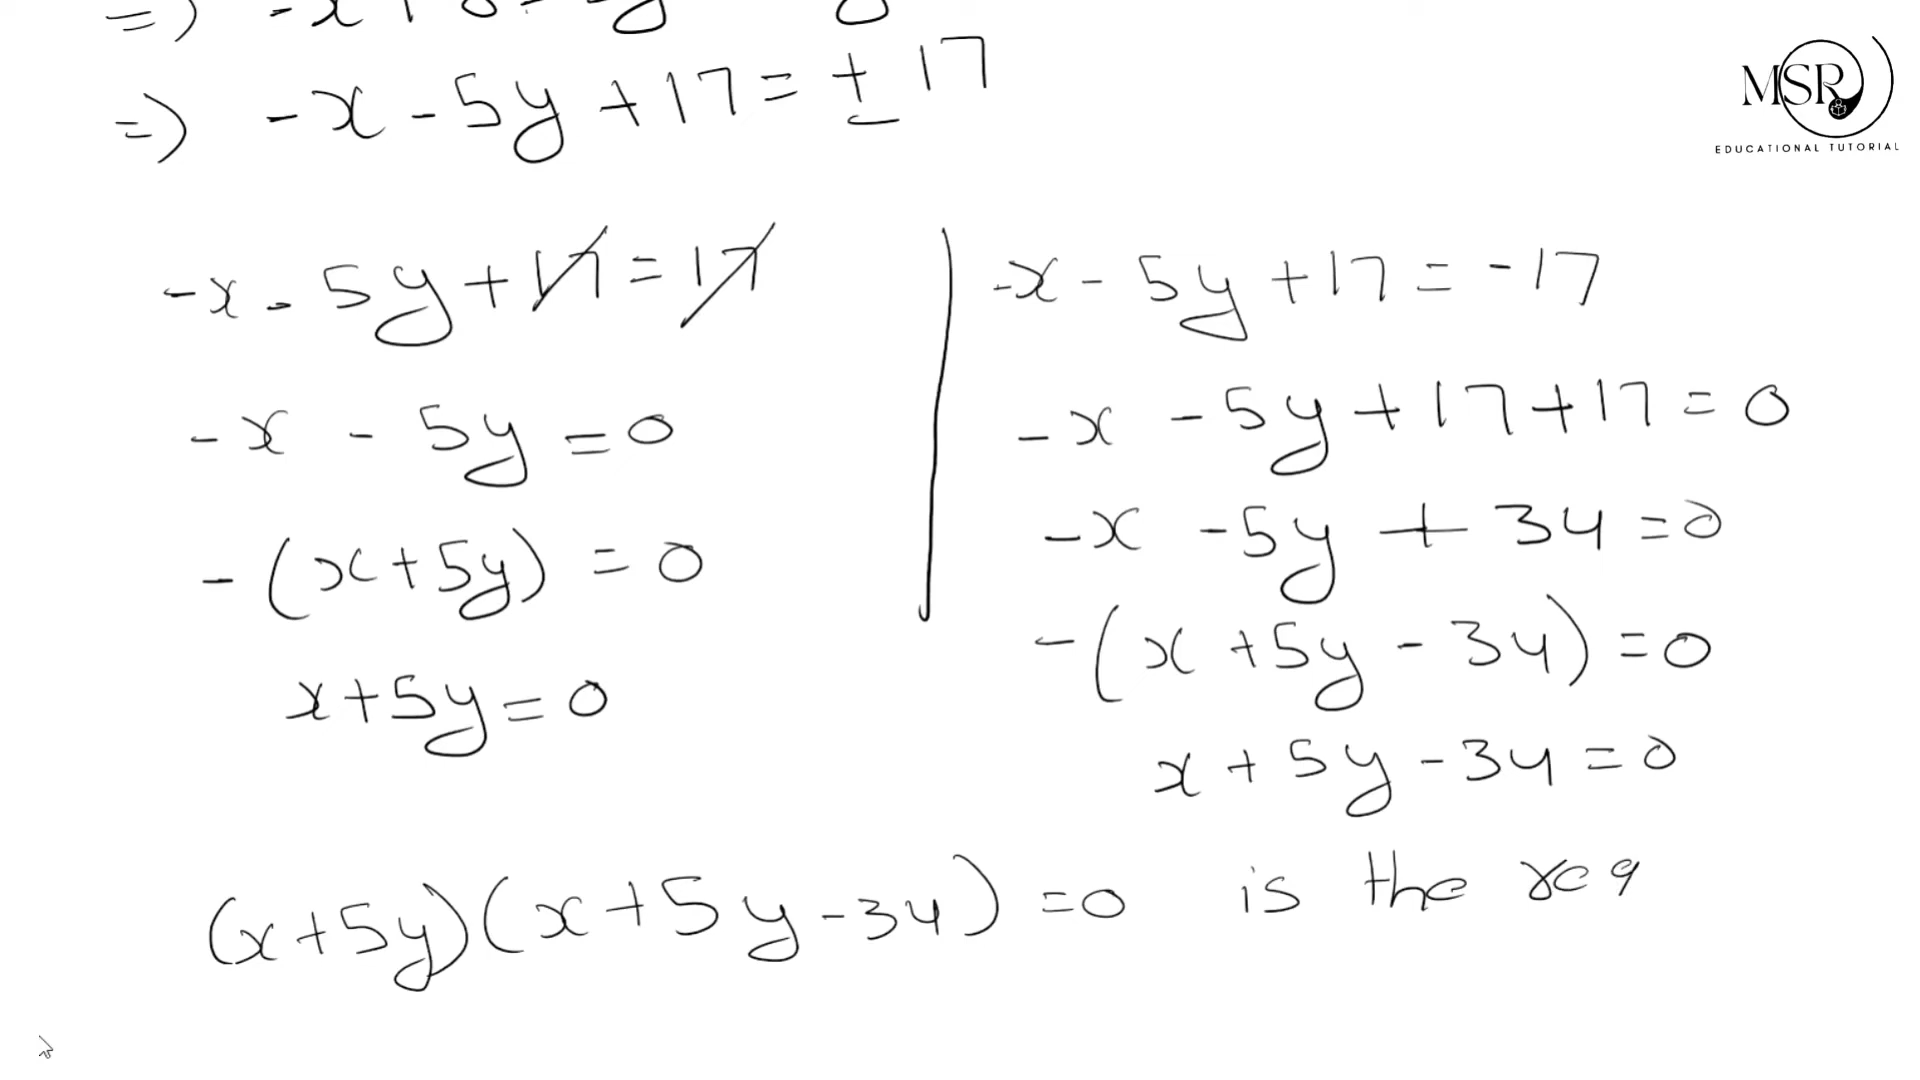 => -x - 5y + 17 = ± 17
MSR
EDUCATIONAL TUTORIAL
-x - 5y + 17 = 17
-x - 5y = 0
-(x + 5y) = 0
x + 5y = 0
-x - 5y + 17 = -17
-x - 5y + 17 + 17 = 0
-x - 5y + 34 = 0
-(x + 5y - 34) = 0
x + 5y - 34 = 0
(x + 5y)(x + 5y - 34) = 0 is the req